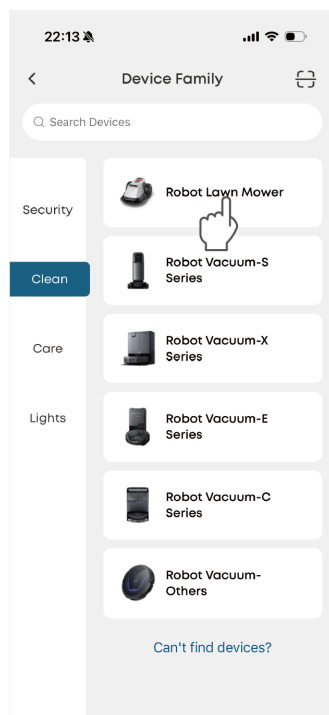 22:13
Device Family
Search Devices
Security
Clean
Care
Lights
Robot Lawn Mower
Robot Vacuum-S
Series
Robot Vacuum-X
Series
Robot Vacuum-E
Series
Robot Vacuum-C
Series
Robot Vacuum-
Others
Can't find devices?